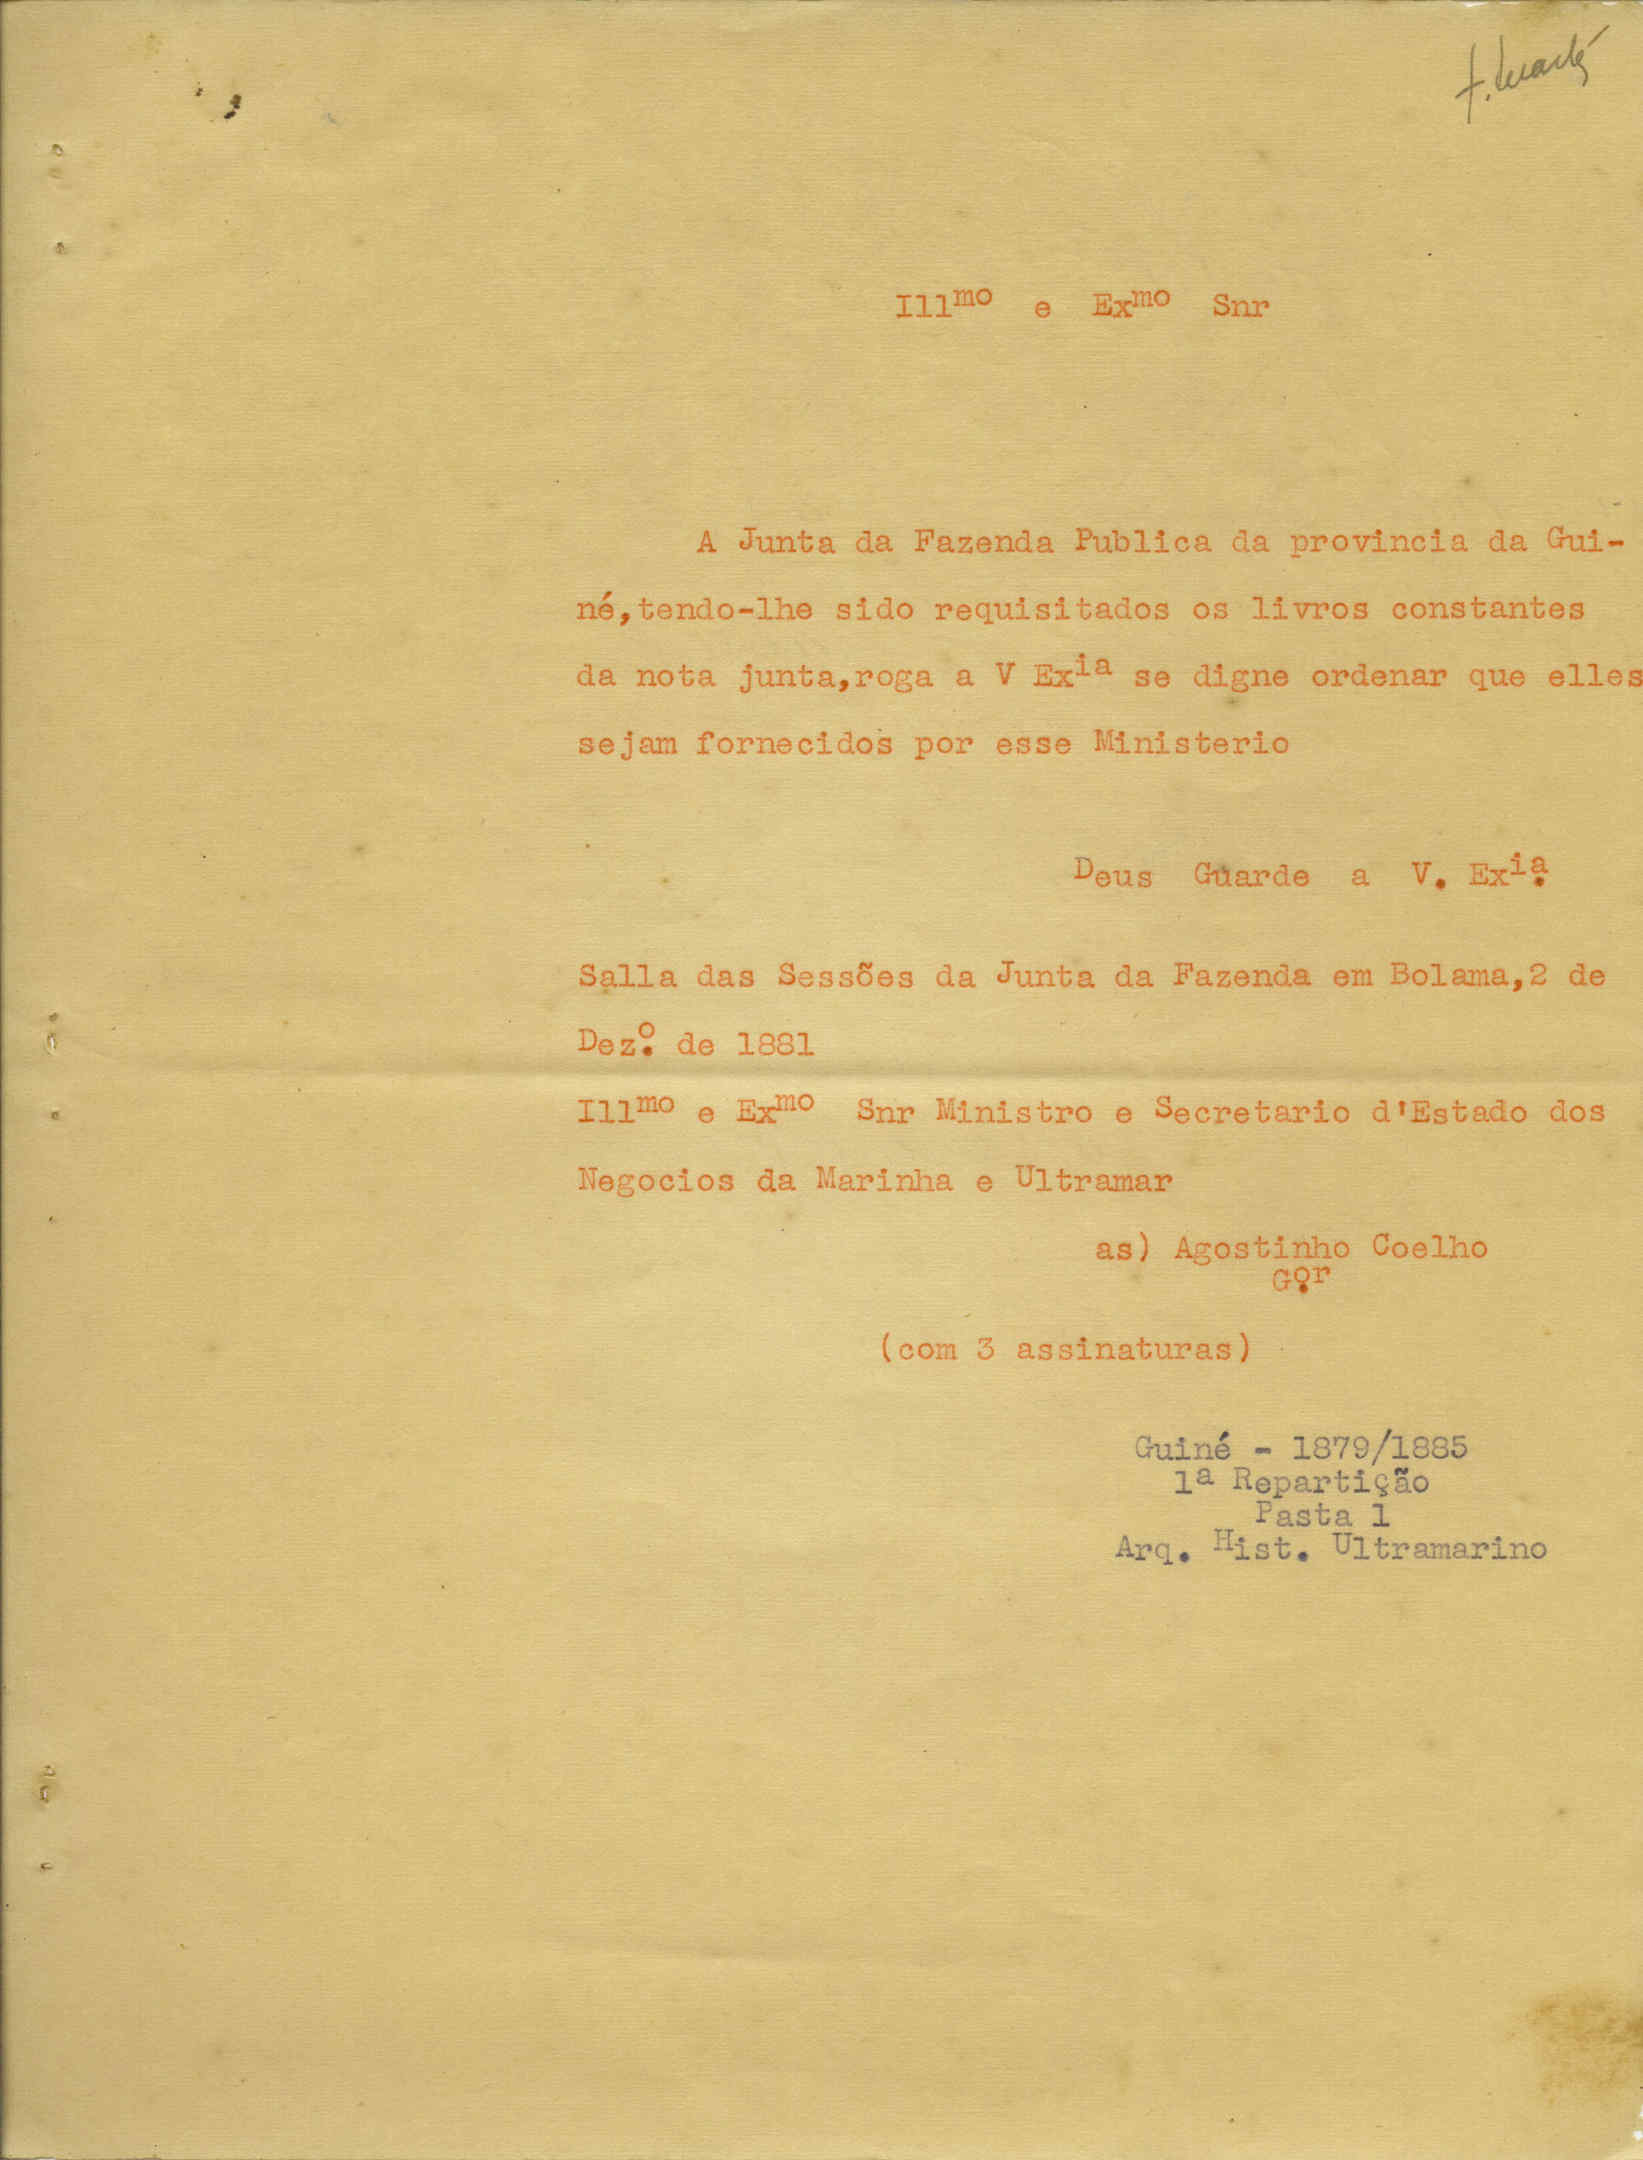 Illmo e Exmo Snr
A Junta da Fazenda Publica da provincia da Gui-
né,tendo-lhe sido requisitados os livros constantes
da nota junta,roga a V Exia se digne ordenar que elles
sejam fornecidos por esse Ministerio
Deus Guarde a V. Exia.
Salla das Sessões da Junta da Fazenda em Bolama,2 de
Dezo. de 1881
Illmo e Exmo Snr Ministro e Secretario d'Estado dos
Negocios da Marinha e Ultramar
as) Agostinho Coelho
Gor.
(com 3 assinaturas)
Guiné - 1879/1885
1a Repartição
Pasta 1
Arq. Hist. Ultramarino